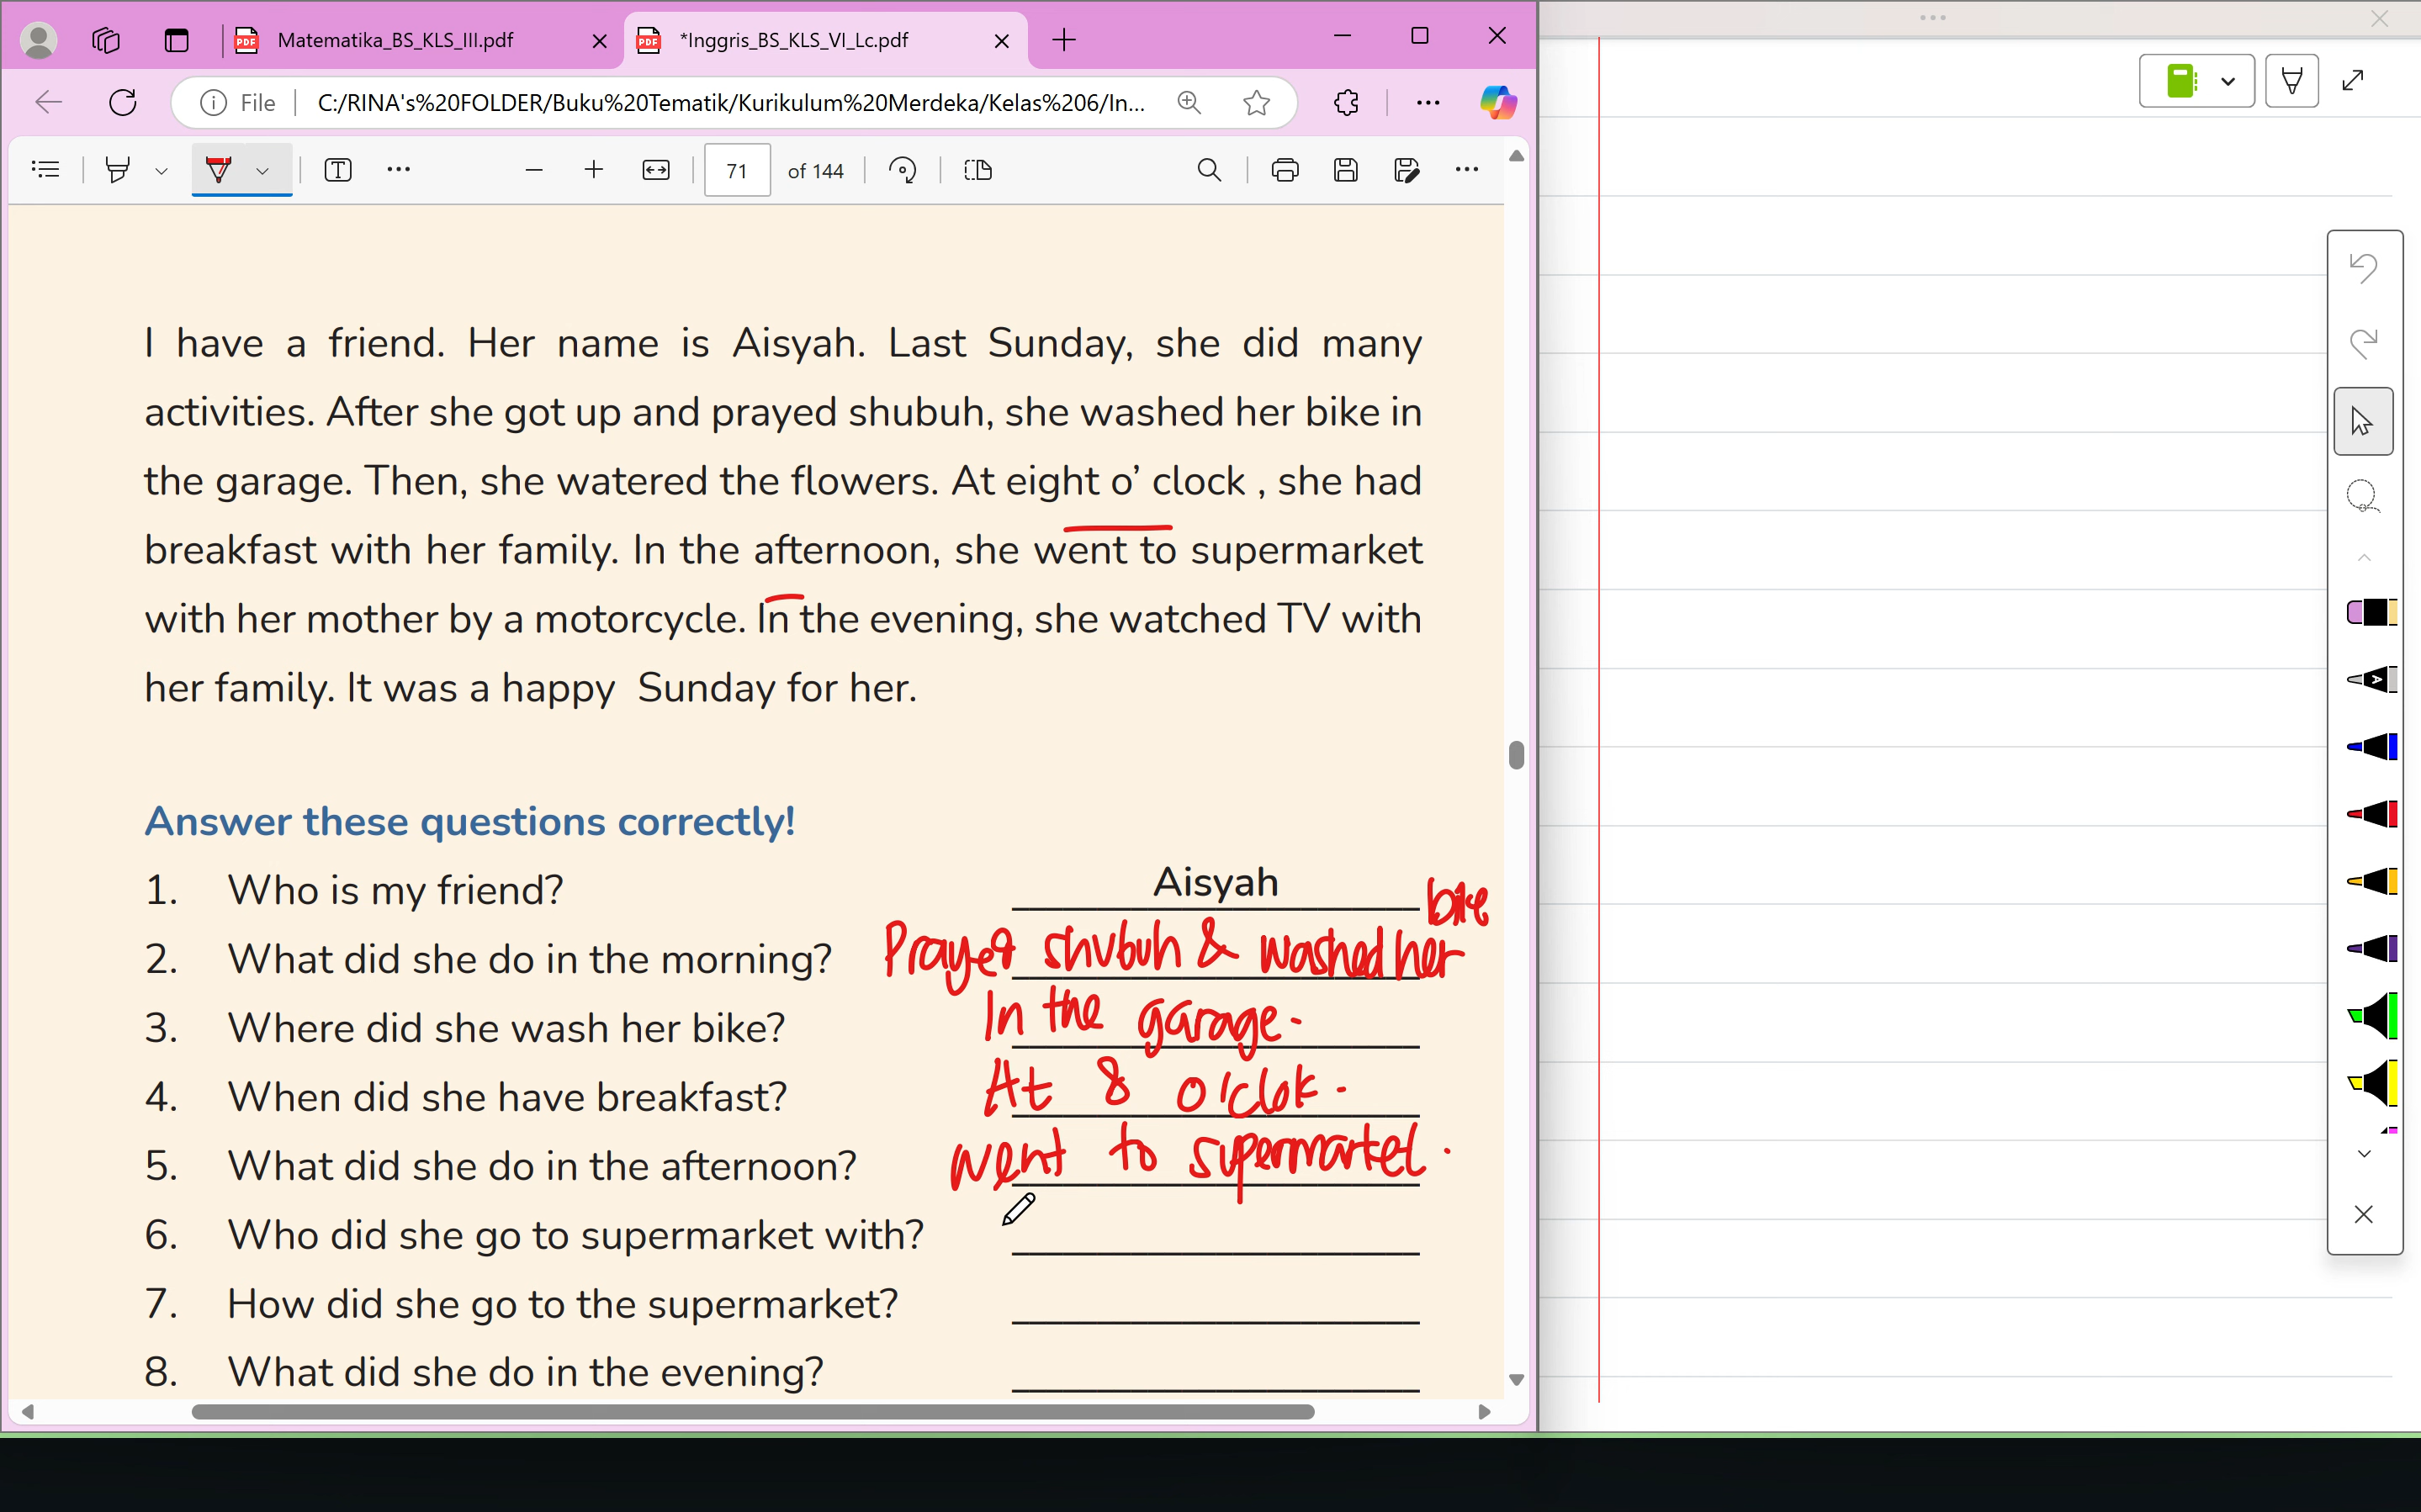 Matematika_BS_KLS_III.pdf
*Inggris_BS_KLS_VI_Lc.pdf
File
C:/RINA's%20FOLDER/Buku%20Tematik/Kurikulum%20Merdeka/Kelas%206/In...
71 of 144
I have a friend. Her name is Aisyah. Last Sunday, she did many
activities. After she got up and prayed shubuh, she washed her bike in
the garage. Then, she watered the flowers. At eight o’ clock , she had
breakfast with her family. In the afternoon, she went to supermarket
with her mother by a motorcycle. In the evening, she watched TV with
her family. It was a happy Sunday for her.
Answer these questions correctly!
1. Who is my friend? Aisyah
bike
2. What did she do in the morning? Prayed shubuh & washed her
3. Where did she wash her bike? In the garage.
4. When did she have breakfast? At 8 o'clok.
5. What did she do in the afternoon? went to supermarket.
6. Who did she go to supermarket with?
7. How did she go to the supermarket?
8. What did she do in the evening?